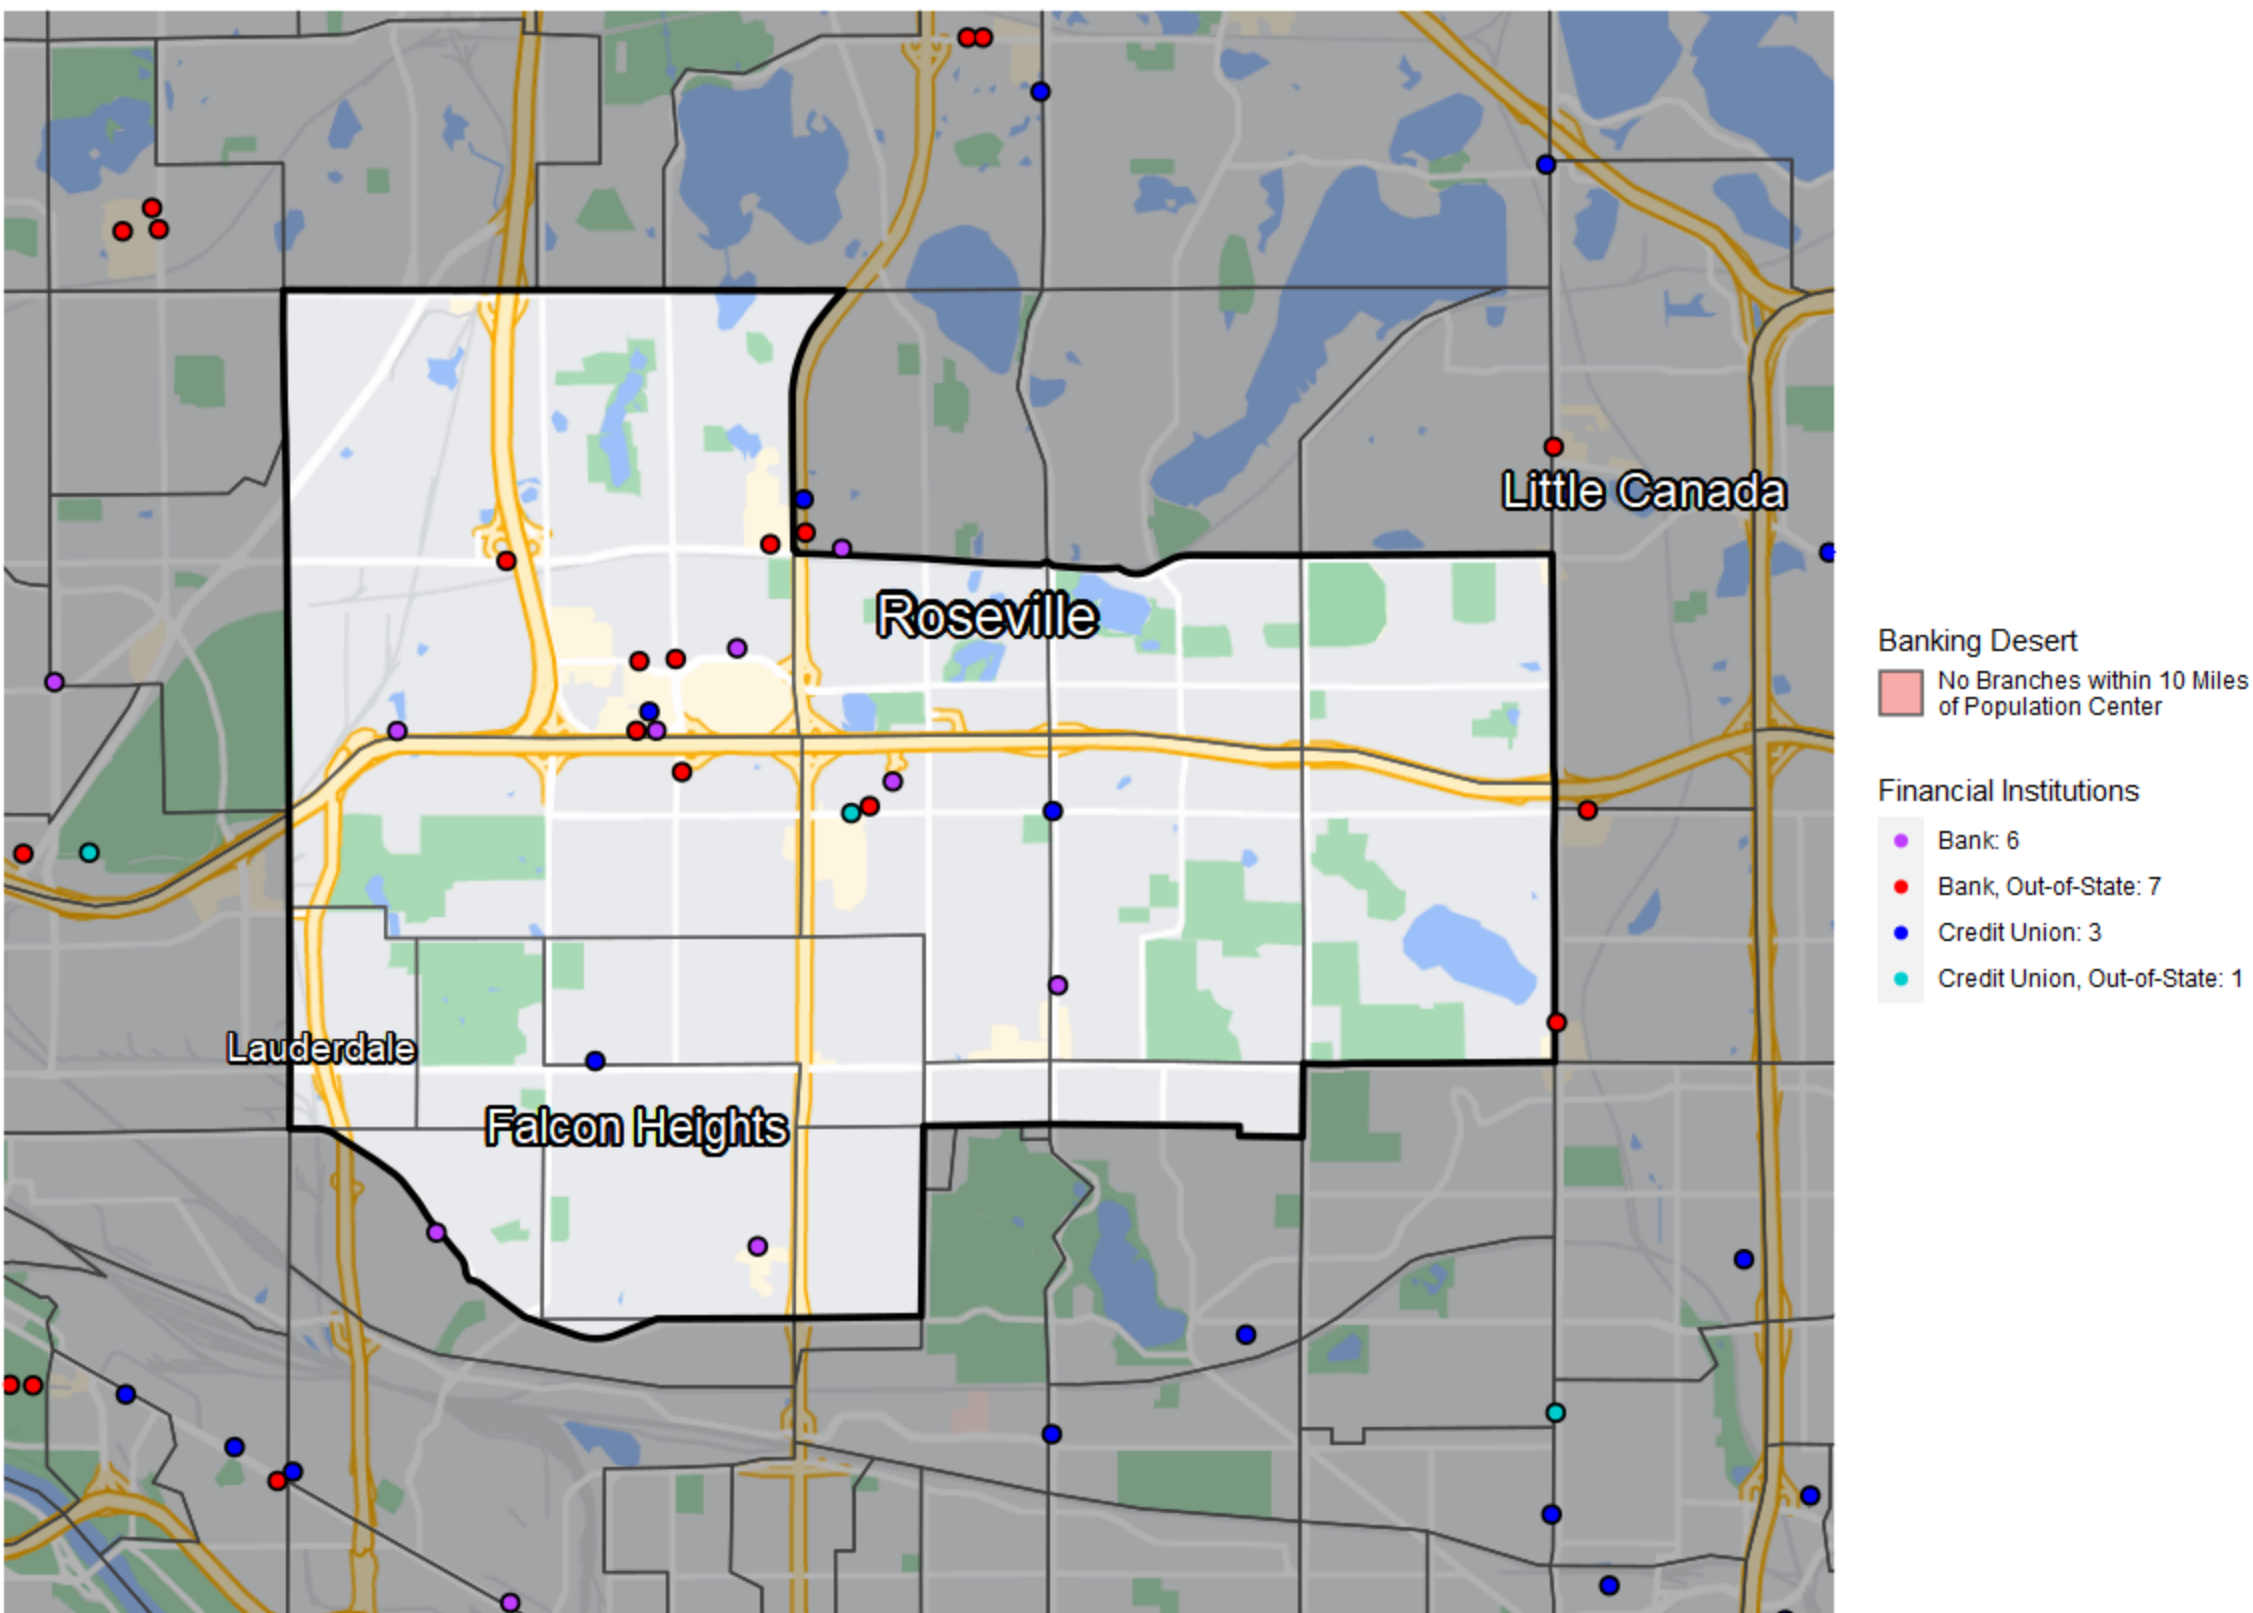 Little Canada
Roseville
Lauderdale
Falcon Heights
Banking Desert
No Branches within 10 Miles
of Population Center
Financial Institutions
Bank: 6
Bank, Out-of-State: 7
Credit Union: 3
Credit Union, Out-of-State: 1